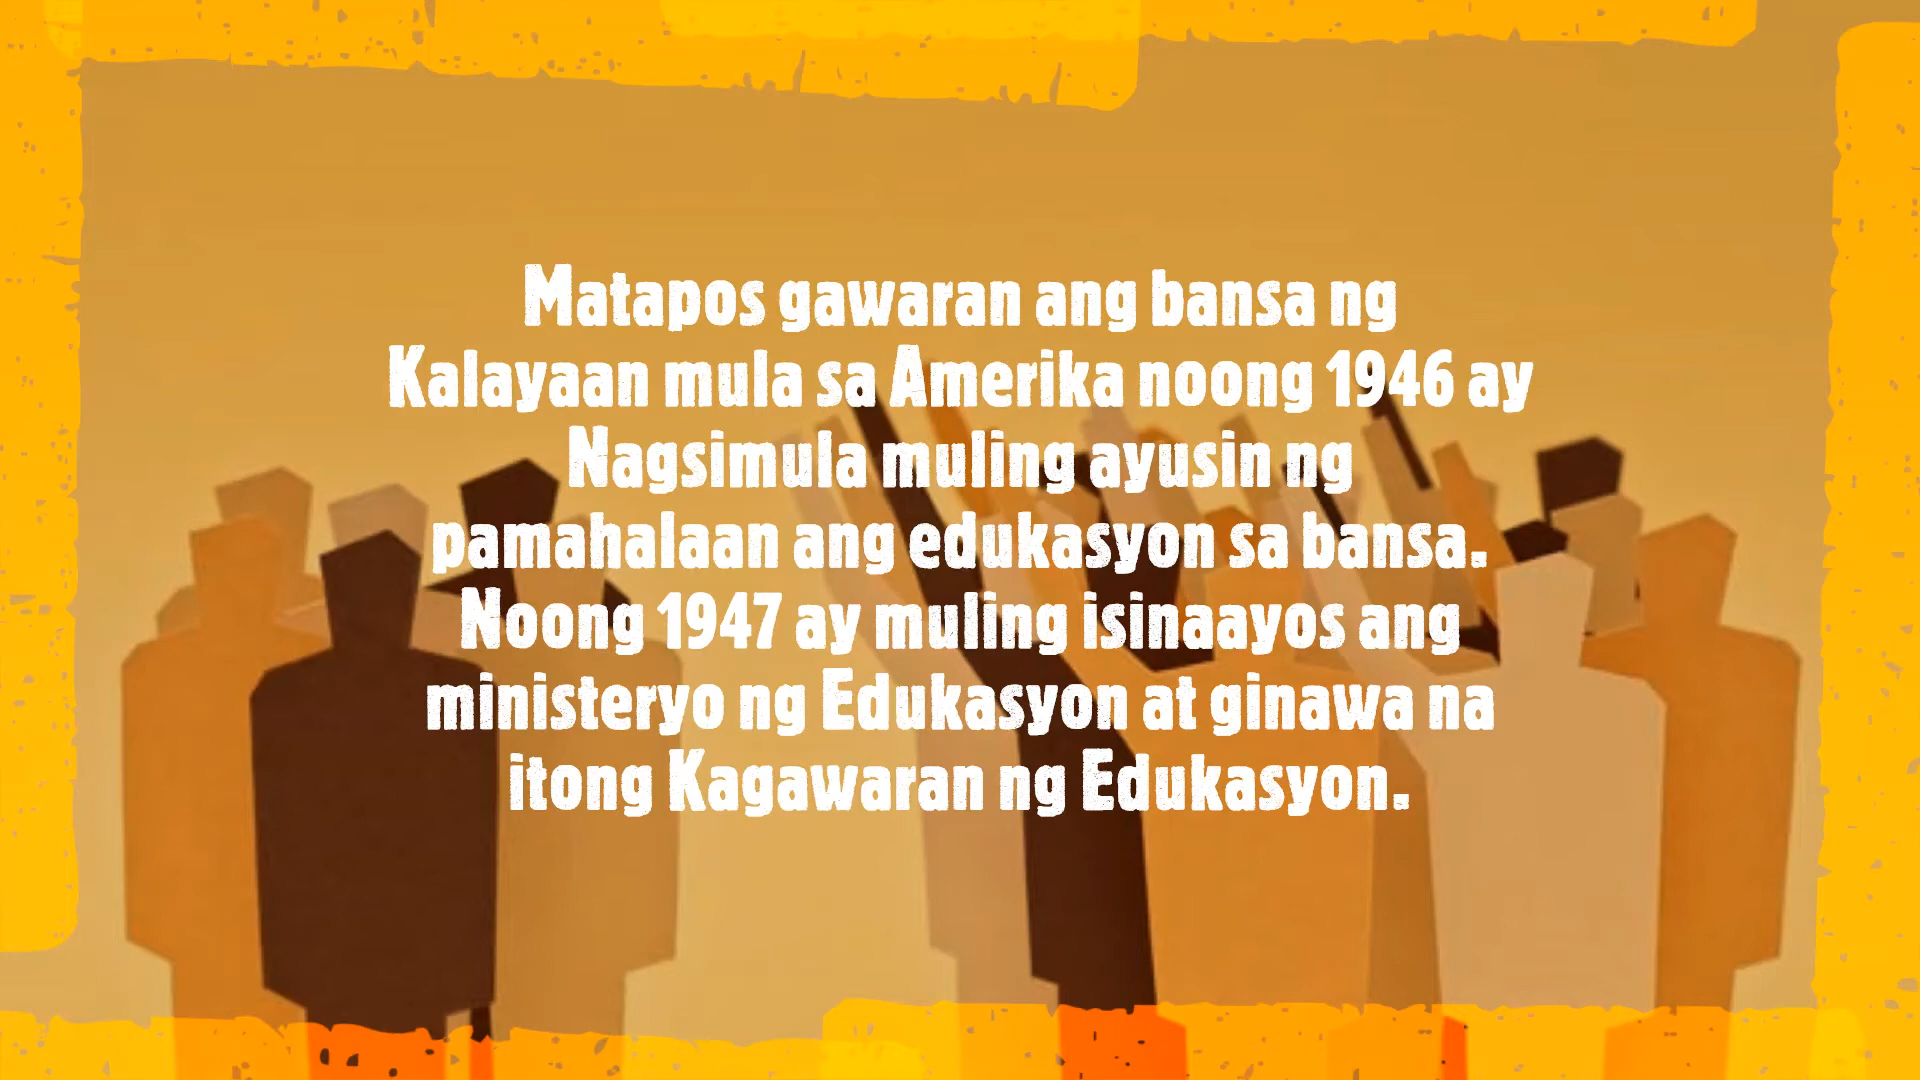 Matapos gawaran ang bansa ng
Kalayaan mula sa Amerika noong 1946 ay
Nagsimula muling ayusin ng
pamahalaan ang edukasyon sa bansa.
Noong 1947 ay muling isinaayos ang
ministeryo ng Edukasyon at ginawa na
itong Kagawaran ng Edukasyon.